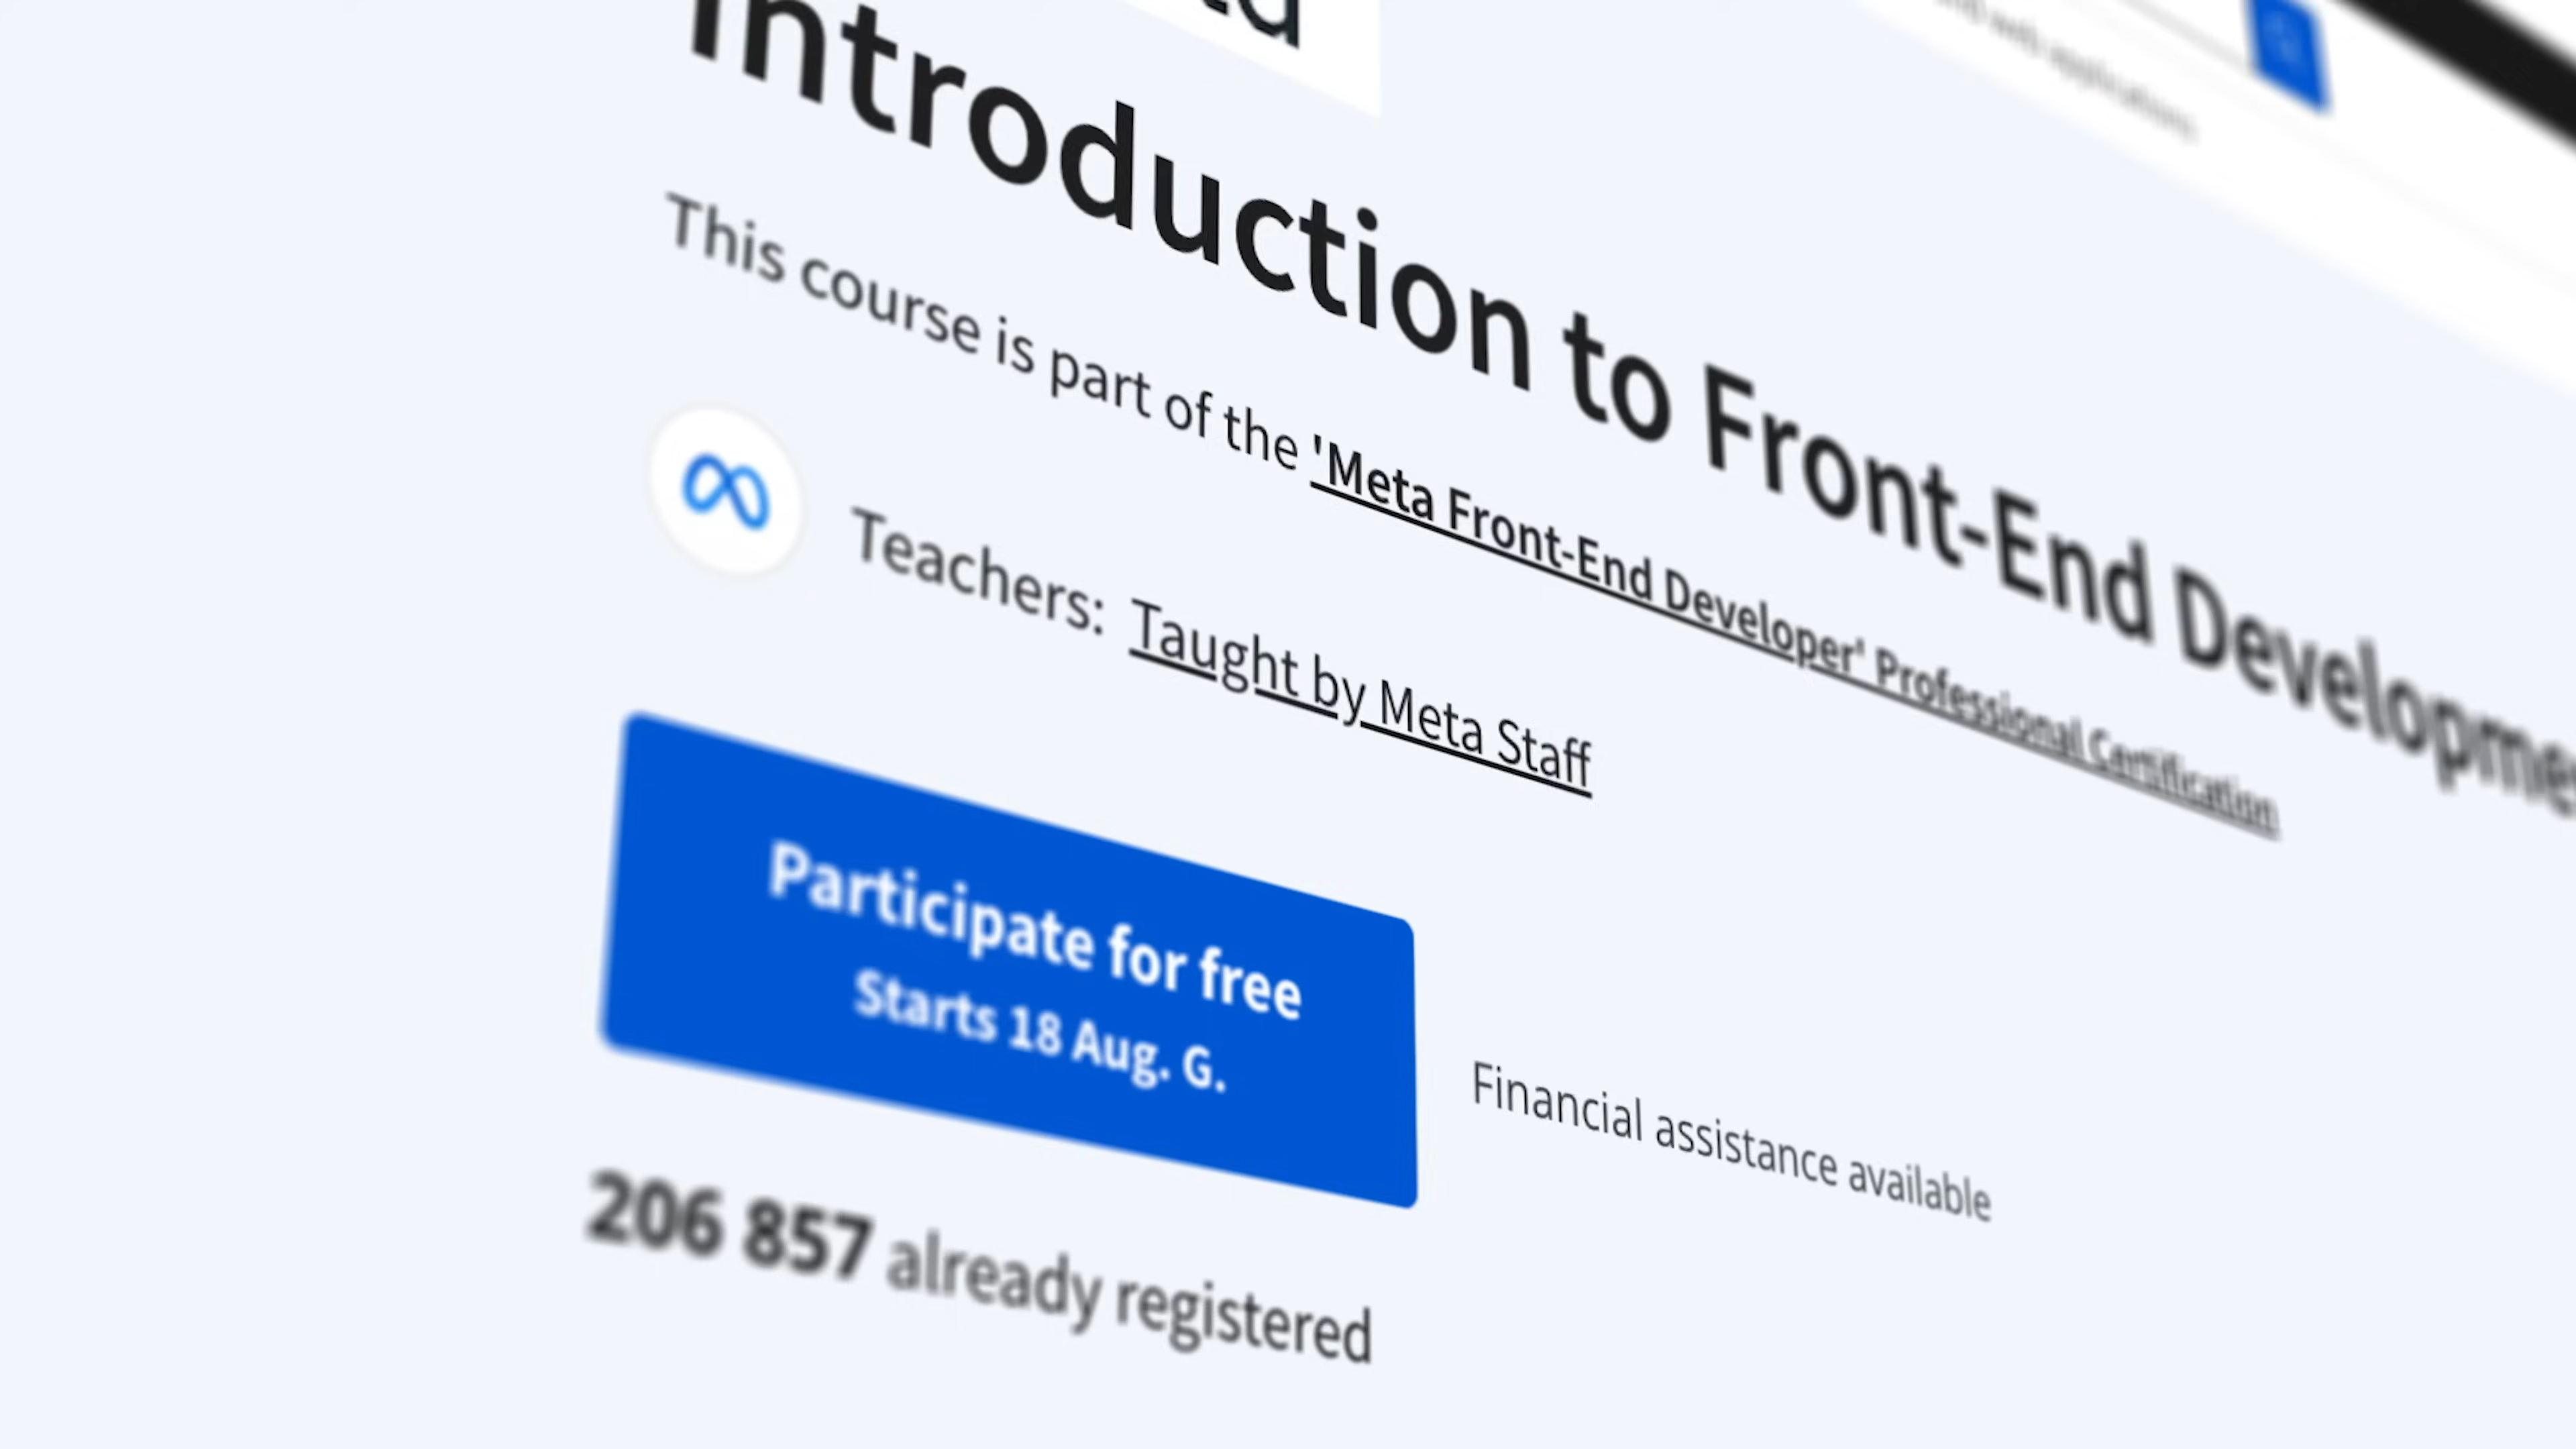 Introduction to Front-End
This course is part of the 'Meta Front-End Developer' Professional Certification
Teachers: Taught by Meta Staff
Participate for free
Starts 18 Aug. G.
Financial assistance available
206 857 already registered